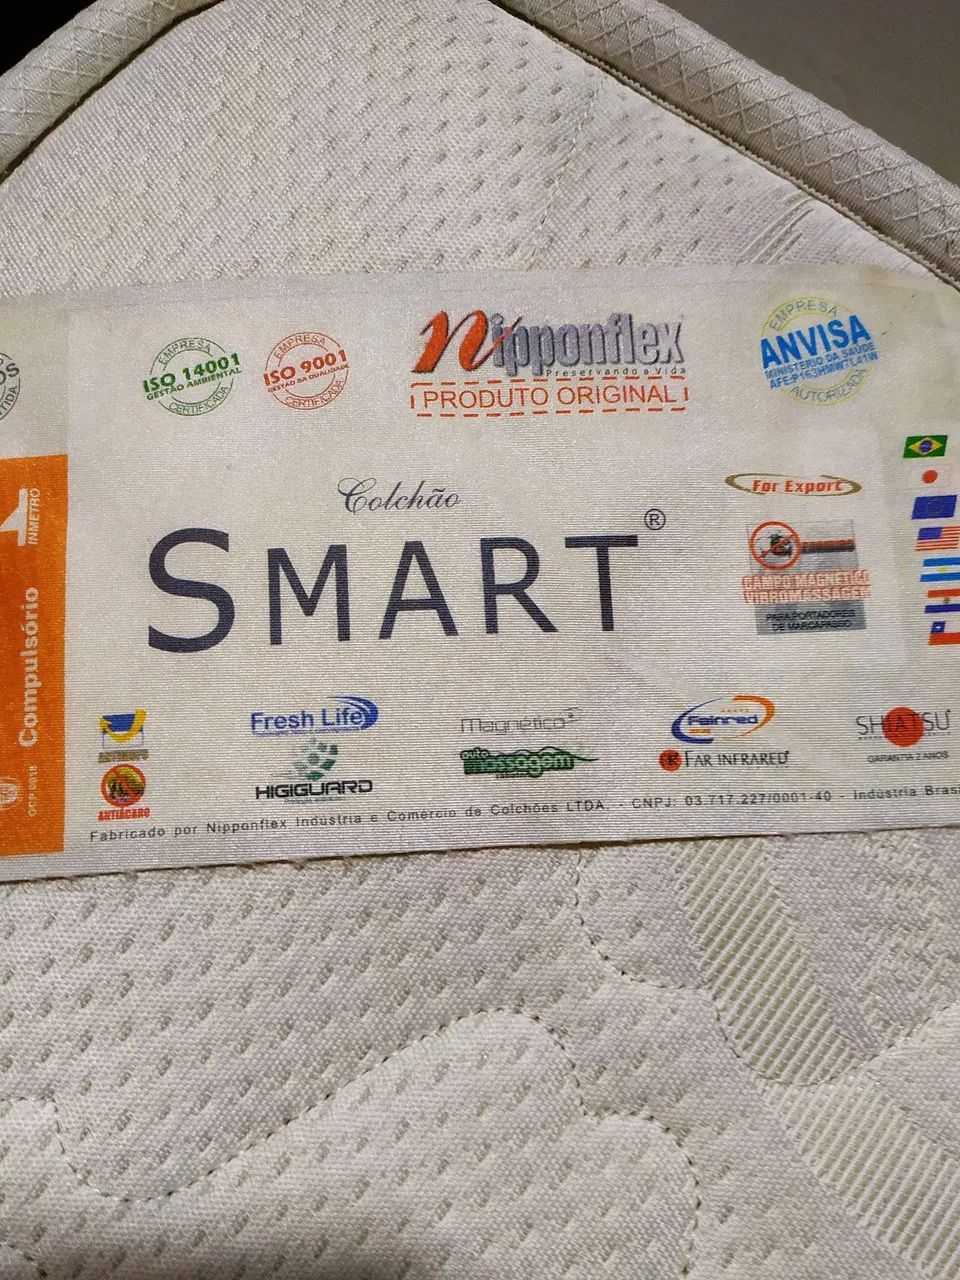 EMPRESA
ISO 14001
GESTÃO AMBIENTAL
CERTIFICADA
EMPRESA
ISO 9001
GESTÃO DA QUALIDADE
CERTIFICADA
Nipponflex
Preservando a Vida
PRODUTO ORIGINAL
EMPRESA
ANVISA
MINISTÉRIO DA SAÚDE
AUTORIZADA
INMETRO
Compulsório
Colchão
SMART®
For Export
CAMPO MAGNÉTICO
VIBROMASSAGEM
PARA PORTADORES
DE MARCAPASSO
ANTIMOFO
ANTIÁCARO
Fresh Life
HIGIGUARD
Magnético
auto
massagem
Feinred
FAR INFRARED
SHIATSU
GARANTIA 2 ANOS
Fabricado por Nipponflex Indústria e Comércio de Colchões LTDA. - CNPJ: 03.717.227/0001-40 - Indústria Brasi